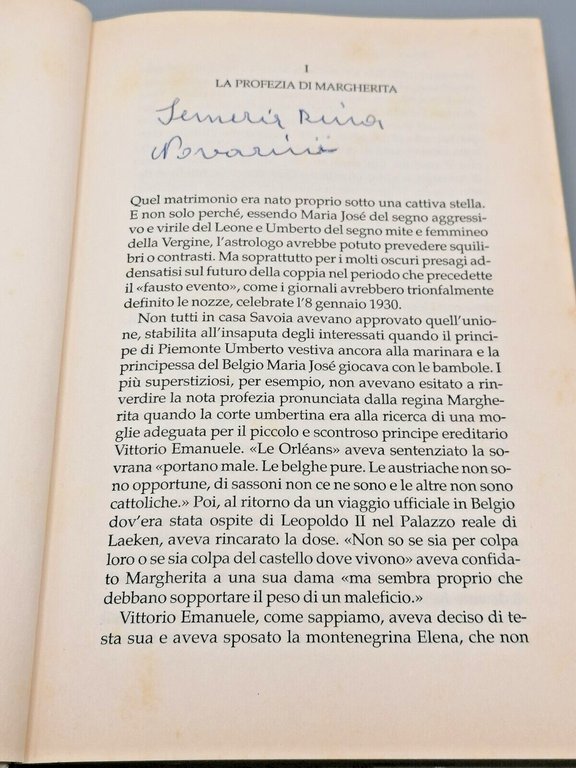 I
LA PROFEZIA DI MARGHERITA
Rina
Quel matrimonio era nato proprio sotto una cattiva stella.
E non solo perché, essendo Maria José del segno aggressi-
vo e virile del Leone e Umberto del segno mite e femmineo
della Vergine, l'astrologo avrebbe potuto prevedere squili-
bri o contrasti. Ma soprattutto per i molti oscuri presagi ad-
densatisi sul futuro della coppia nel periodo che precedette
il «fausto evento», come i giornali avrebbero trionfalmente
definito le nozze, celebrate l'8 gennaio 1930.
Non tutti in casa Savoia avevano approvato quell'unio-
ne, stabilita all'insaputa degli interessati quando il princi-
pe di Piemonte Umberto vestiva ancora alla marinara e la
principessa del Belgio Maria José giocava con le bambole. I
più superstiziosi, per esempio, non avevano esitato a rin-
verdire la nota profezia pronunciata dalla regina Marghe-
rita quando la corte umbertina era alla ricerca di una mo-
glie adeguata per il piccolo e scontroso principe ereditario
Vittorio Emanuele. «Le Orléans» aveva sentenziato la so-
vrana «portano male. Le belghe pure. Le austriache non so-
no opportune, di sassoni non ce ne sono e le altre non sono
cattoliche.» Poi, al ritorno da un viaggio ufficiale in Belgio
dov'era stata ospite di Leopoldo II nel Palazzo reale di
Laeken, aveva rincarato la dose. «Non so se sia per colpa
loro o se sia colpa del castello dove vivono» aveva confida-
to Margherita a una sua dama «ma sembra proprio che
debbano sopportare il peso di un maleficio.»
Vittorio Emanuele, come sappiamo, aveva deciso di te-
sta sua e aveva sposato la montenegrina Elena, che non